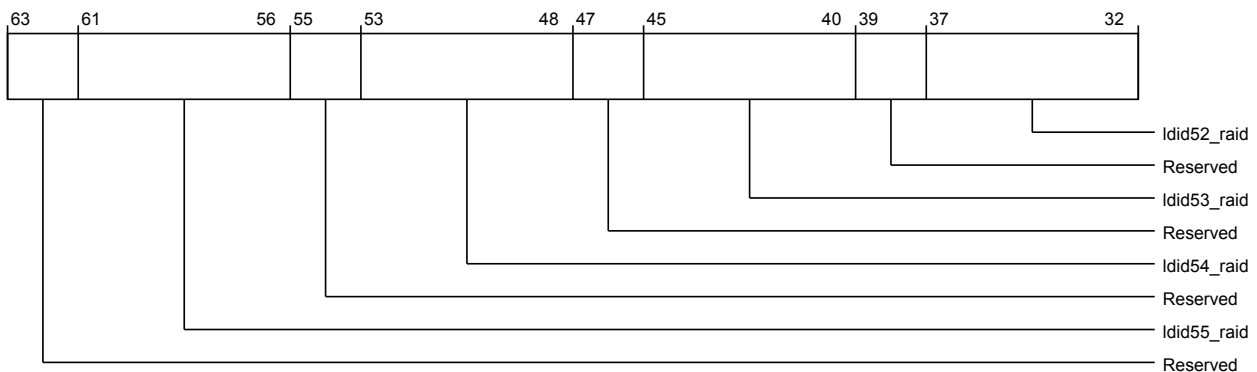 63 61 56 55 53 48 47 45 40 39 37 32
ldid52_raid
Reserved
ldid53_raid
Reserved
ldid54_raid
Reserved
ldid55_raid
Reserved